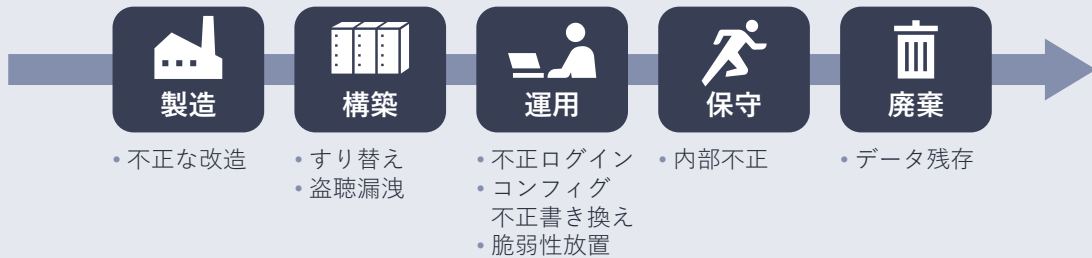 製造
構築
運用
保守
廃棄
• 不正な改造
• すり替え
• 盗聴漏洩
• 不正ログイン
• コンフィグ
不正書き換え
• 脆弱性放置
• 内部不正
• データ残存